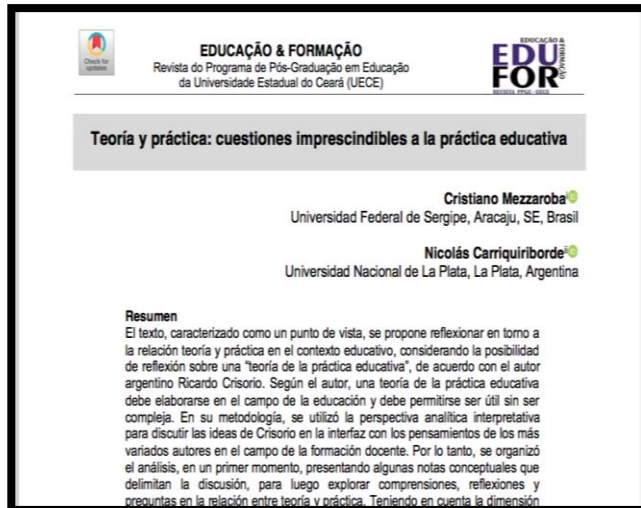 Check for
updates
EDUCAÇÃO & FORMAÇÃO
Revista do Programa de Pós-Graduação em Educação
da Universidade Estadual do Ceará (UECE)
EDUCAÇÃO &
FORMAÇÃO
EDU
FOR
REVISTA PPGE - UECE
Teoría y práctica: cuestiones imprescindibles a la práctica educativa
Cristiano Mezzaroba
Universidad Federal de Sergipe, Aracaju, SE, Brasil
Nicolás Carriquiriborde
Universidad Nacional de La Plata, La Plata, Argentina
Resumen
El texto, caracterizado como un punto de vista, se propone reflexionar en torno a
la relación teoría y práctica en el contexto educativo, considerando la posibilidad
de reflexión sobre una "teoría de la práctica educativa", de acuerdo con el autor
argentino Ricardo Crisorio. Según el autor, una teoría de la práctica educativa
debe elaborarse en el campo de la educación y debe permitirse ser útil sin ser
compleja. En su metodología, se utilizó la perspectiva analítica interpretativa
para discutir las ideas de Crisorio en la interfaz con los pensamientos de los más
variados autores en el campo de la formación docente. Por lo tanto, se organizó
el análisis, en un primer momento, presentando algunas notas conceptuales que
delimitan la discusión, para luego explorar comprensiones, reflexiones y
preguntas en la relación entre teoría y práctica. Teniendo en cuenta la dimensión